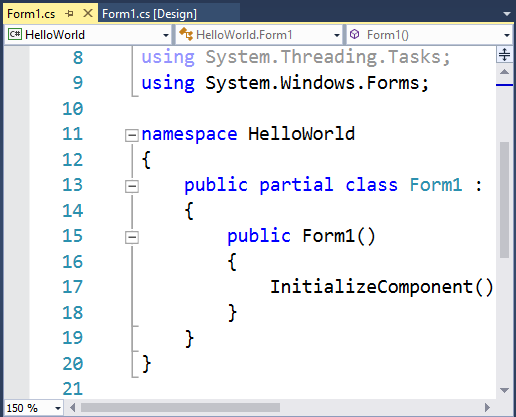 Form1.cs Form1.cs [Design]
C# HelloWorld HelloWorld.Form1 Form1()
8 using System.Threading.Tasks;
9 using System.Windows.Forms;
10
11 namespace HelloWorld
12 {
13 public partial class Form1 :
14 {
15 public Form1()
16 {
17 InitializeComponent()
18 }
19 }
20 }
21
150 %